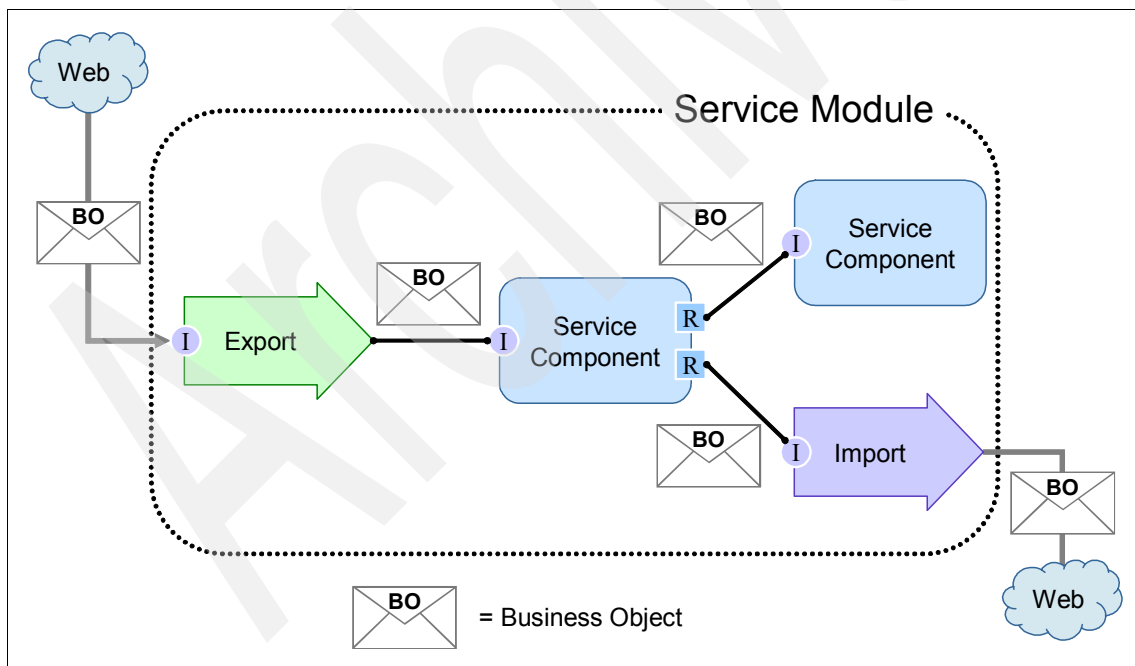 Web
Service Module
BO
BO
Service
Component
I
BO
I
Export
I
Service
Component
R
R
BO
I
Import
BO
Web
BO
= Business Object